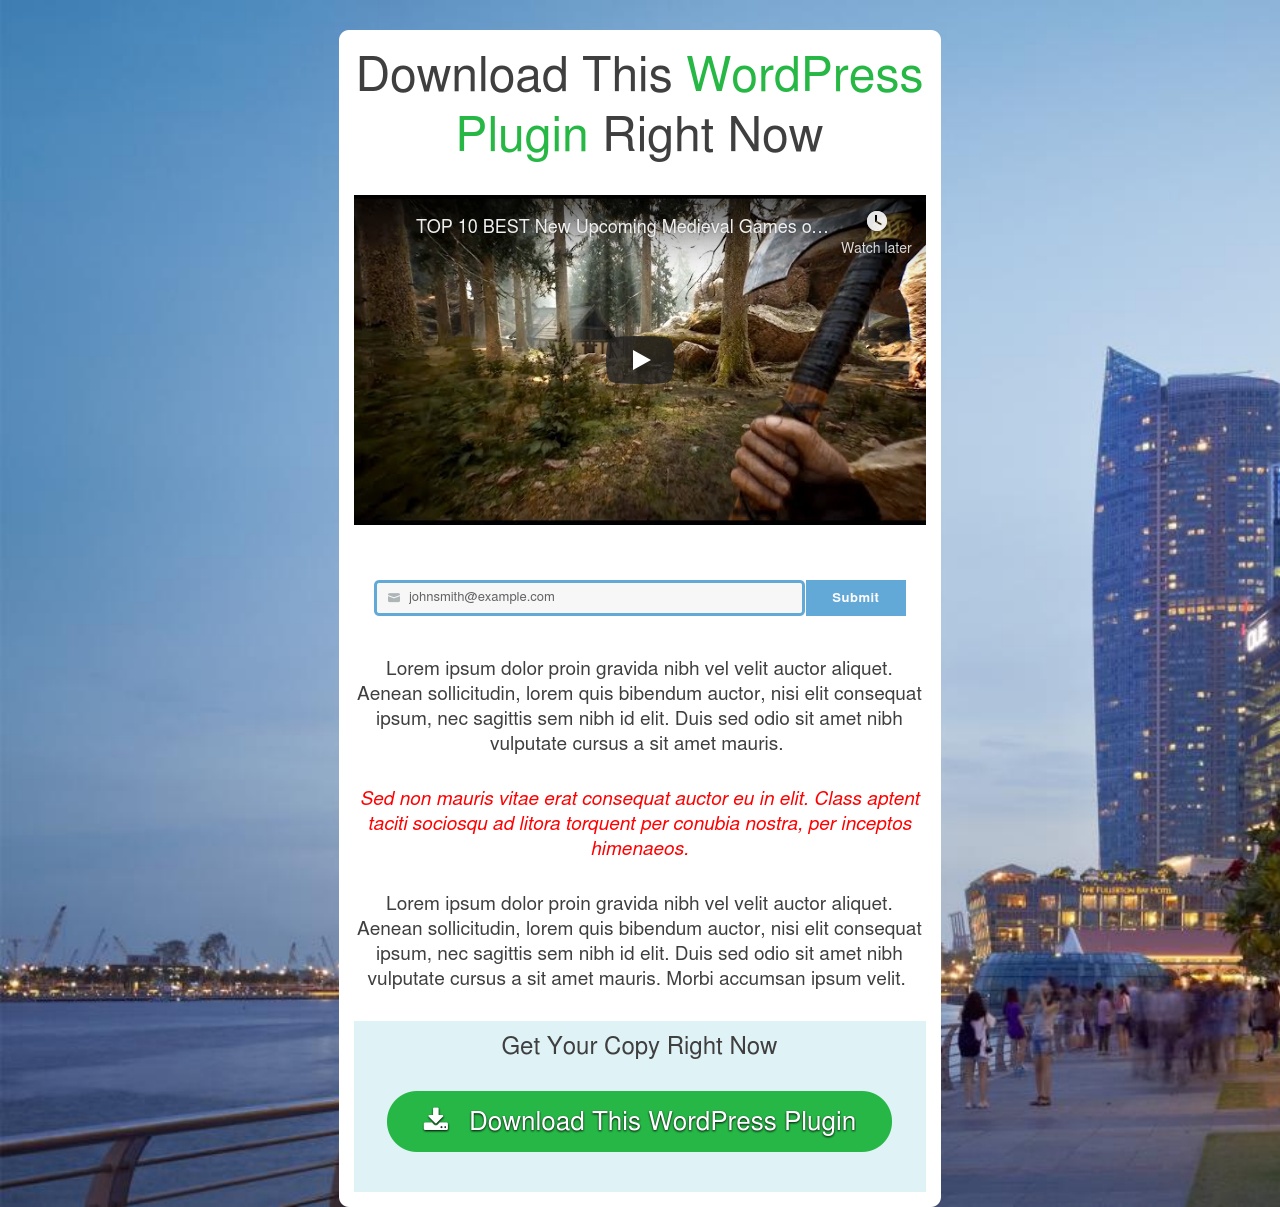 Download This WordPress
Plugin Right Now
TOP 10 BEST New Upcoming Medieval Games o...
Watch later
johnsmith@example.com
Submit
Lorem ipsum dolor proin gravida nibh vel velit auctor aliquet.
Aenean sollicitudin, lorem quis bibendum auctor, nisi elit consequat
ipsum, nec sagittis sem nibh id elit. Duis sed odio sit amet nibh
vulputate cursus a sit amet mauris.
Sed non mauris vitae erat consequat auctor eu in elit. Class aptent
taciti sociosqu ad litora torquent per conubia nostra, per inceptos
himenaeos.
Lorem ipsum dolor proin gravida nibh vel velit auctor aliquet.
Aenean sollicitudin, lorem quis bibendum auctor, nisi elit consequat
ipsum, nec sagittis sem nibh id elit. Duis sed odio sit amet nibh
vulputate cursus a sit amet mauris. Morbi accumsan ipsum velit.
Get Your Copy Right Now
Download This WordPress Plugin
OUE
THE FULLERTON BAY HOTEL